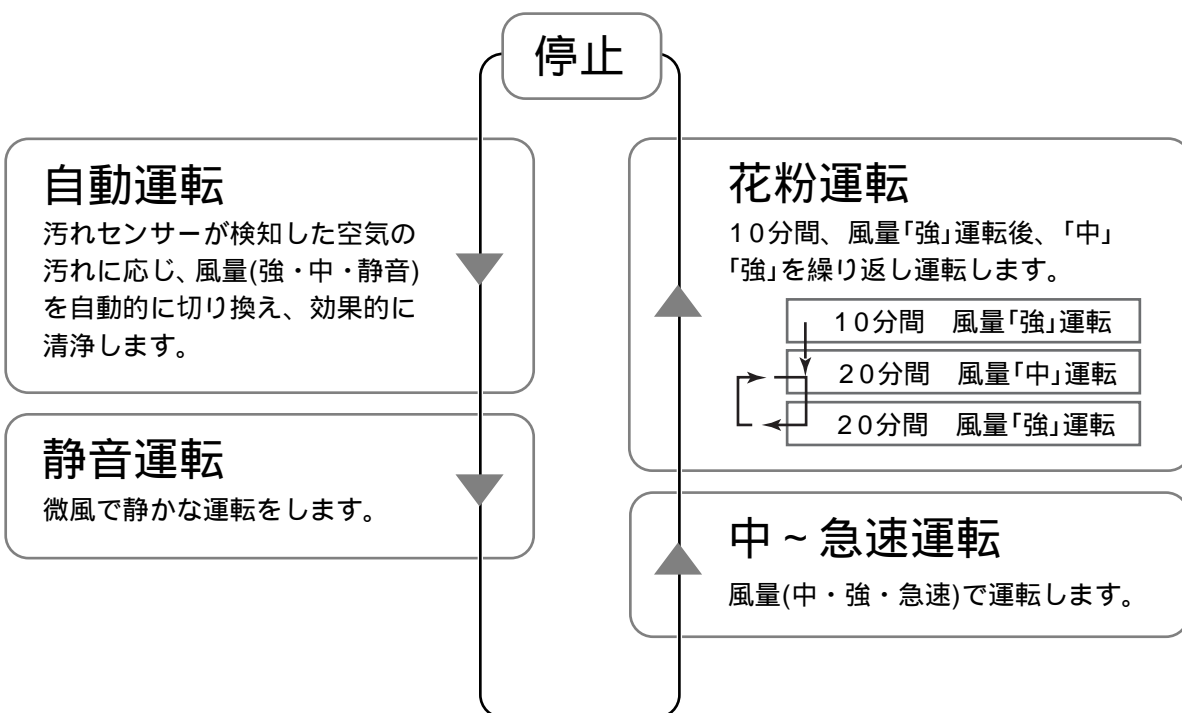 停止
自動運転
汚れセンサーが検知した空気の
汚れに応じ、風量(強・中・静音)
を自動的に切り換え、効果的に
清浄します。
静音運転
微風で静かな運転をします。
花粉運転
10分間、風量「強」運転後、「中」
「強」を繰り返し運転します。
10分間　風量「強」運転
20分間　風量「中」運転
20分間　風量「強」運転
中~急速運転
風量(中・強・急速)で運転します。